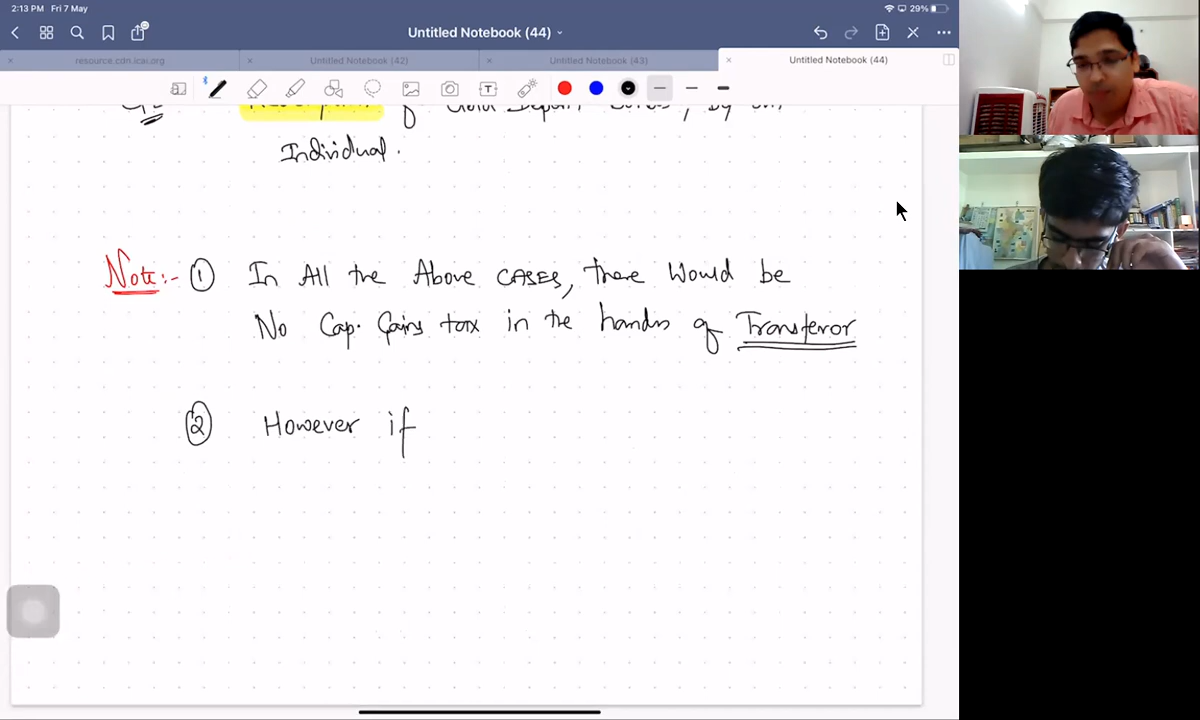 2:13 PM Fri 7 May
29%
Untitled Notebook (44)
resource.cdn.icai.org
Untitled Notebook (42)
Untitled Notebook (43)
Untitled Notebook (44)
Individual.
Note:- ① In All the Above CASES, there Would be
No Cap. Gains tax in the hands of Transferor
② However if